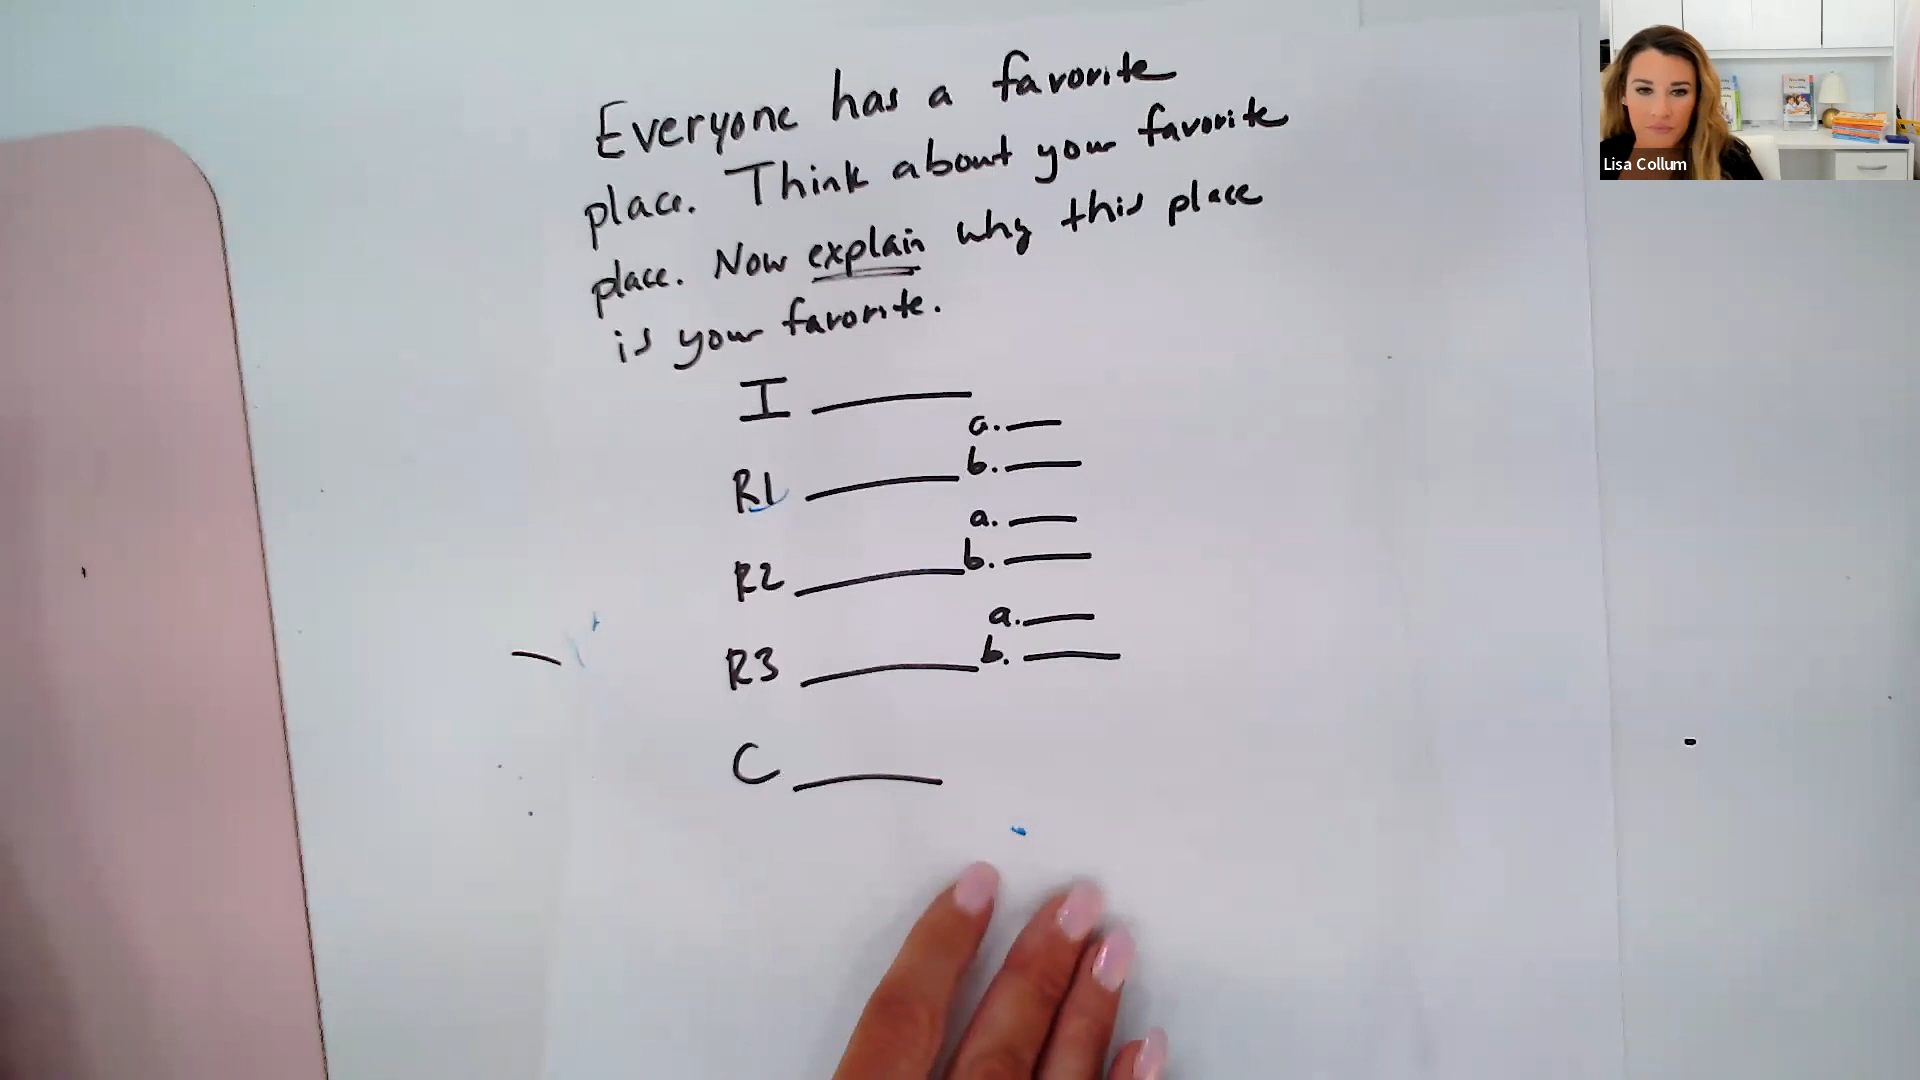 Everyone has a favorite
place. Think about your favorite
place. Now explain why this place
is your favorite.
I
a.
R1 b.
a.
R2 b.
a.
R3 b.
C
Lisa Collum